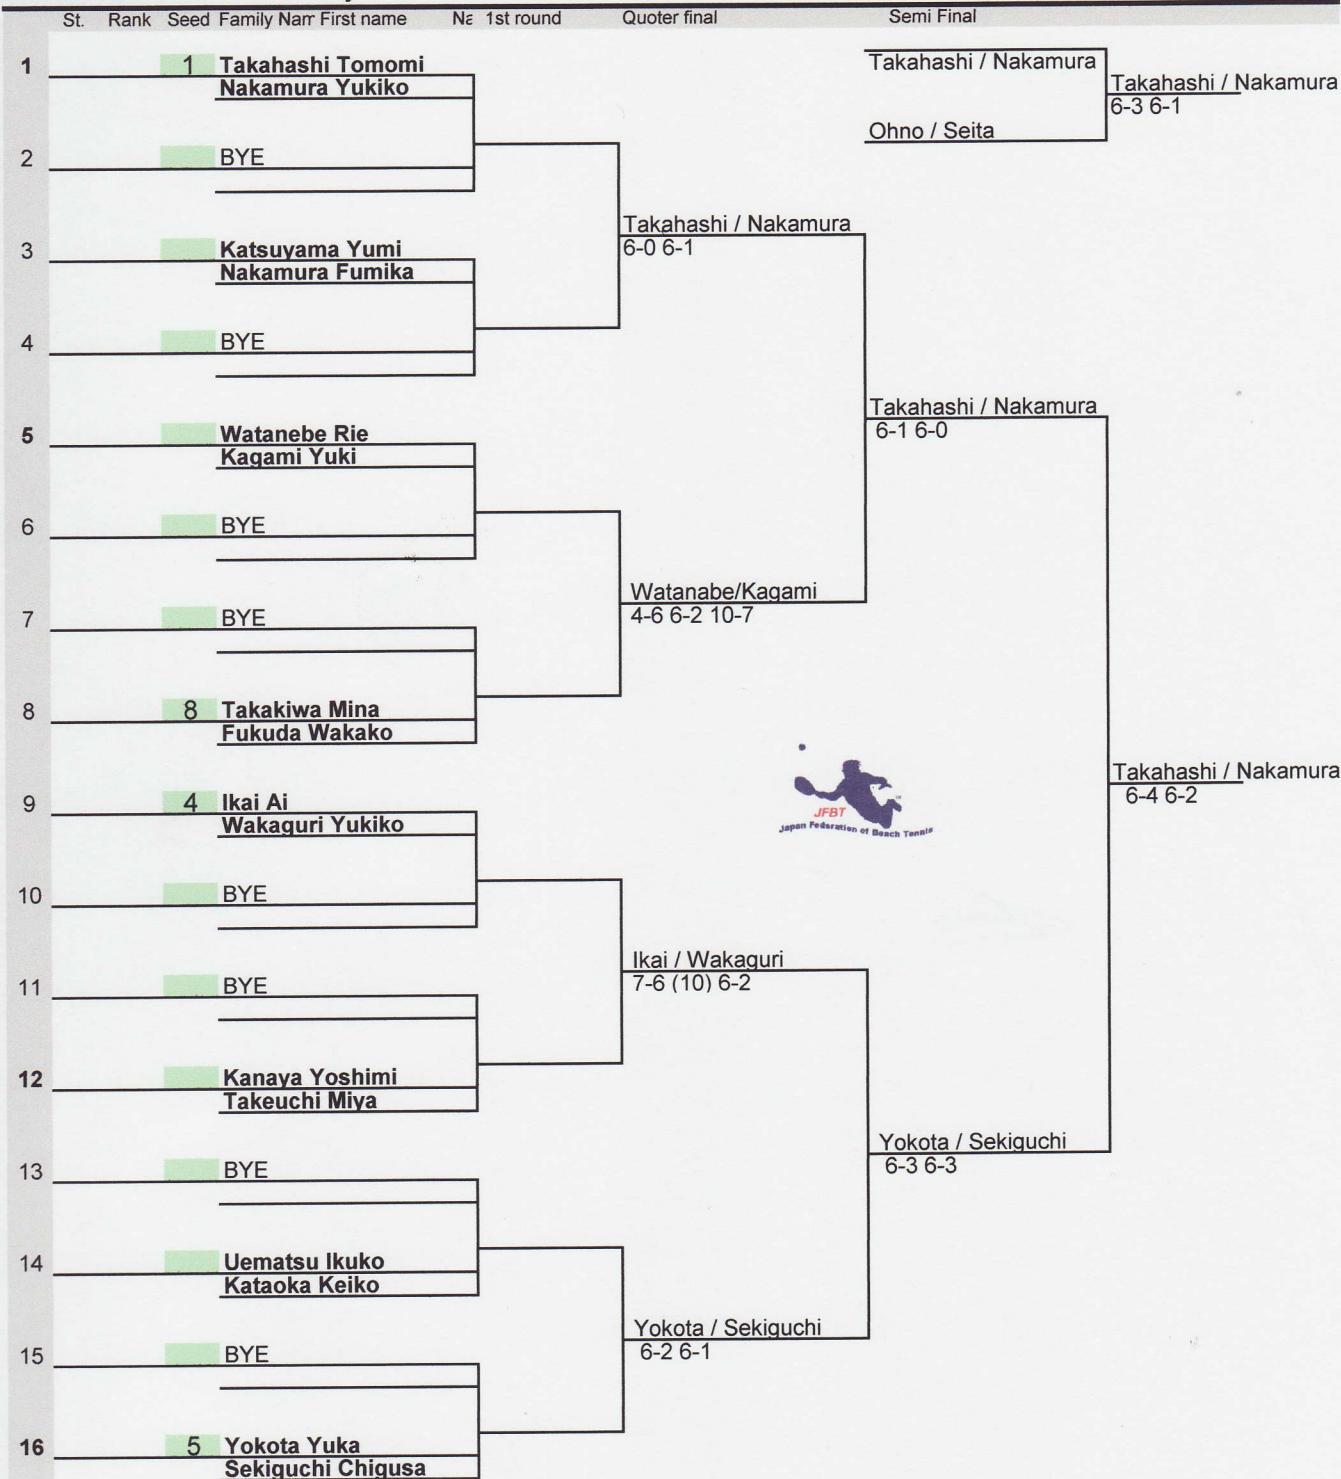 St. Rank Seed Family Nam First name Na 1st round Quoter final Semi Final
1 1 Takahashi Tomomi
Nakamura Yukiko
Takahashi / Nakamura
Takahashi / Nakamura
6-3 6-1
Ohno / Seita
2 BYE
Takahashi / Nakamura
6-0 6-1
3 Katsuyama Yumi
Nakamura Fumika
4 BYE
Takahashi / Nakamura
6-1 6-0
5 Watanebe Rie
Kagami Yuki
6 BYE
Watanabe/Kagami
4-6 6-2 10-7
7 BYE
8 8 Takakiwa Mina
Fukuda Wakako
Takahashi / Nakamura
6-4 6-2
9 4 Ikai Ai
Wakaguri Yukiko
JFBT
Japan Federation of Beach Tennis
10 BYE
Ikai / Wakaguri
7-6 (10) 6-2
11 BYE
12 Kanaya Yoshimi
Takeuchi Miya
Yokota / Sekiguchi
6-3 6-3
13 BYE
14 Uematsu Ikuko
Kataoka Keiko
Yokota / Sekiguchi
6-2 6-1
15 BYE
16 5 Yokota Yuka
Sekiguchi Chigusa